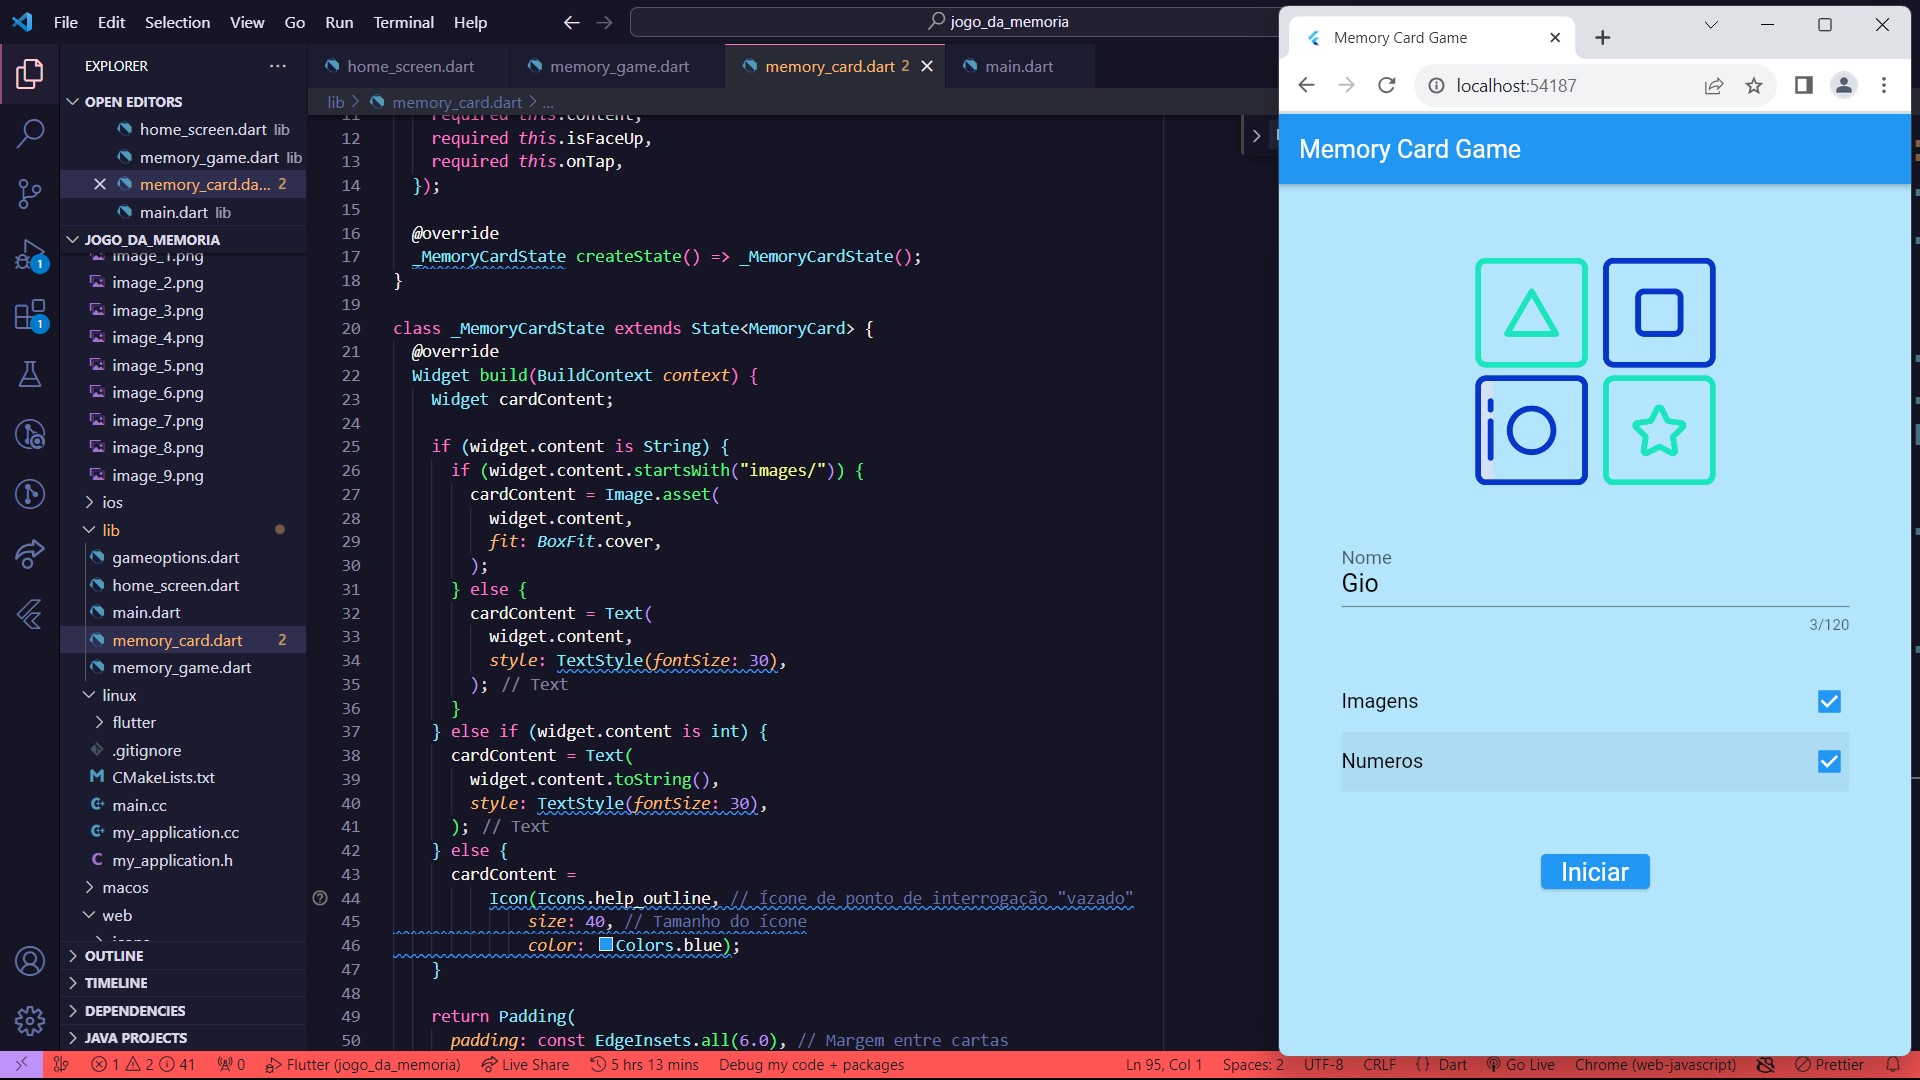 File Edit Selection View Go Run Terminal Help
jogo_da_memoria
EXPLORER
OPEN EDITORS
home_screen.dart lib
memory_game.dart lib
memory_card.da... 2
main.dart lib
JOGO_DA_MEMORIA
image_1.png
image_2.png
image_3.png
image_4.png
image_5.png
image_6.png
image_7.png
image_8.png
image_9.png
ios
lib
gameoptions.dart
home_screen.dart
main.dart
memory_card.dart 2
memory_game.dart
linux
flutter
.gitignore
CMakeLists.txt
main.cc
my_application.cc
my_application.h
macos
web
OUTLINE
TIMELINE
DEPENDENCIES
JAVA PROJECTS
1
1
home_screen.dart memory_game.dart memory_card.dart 2 main.dart
lib > memory_card.dart > ...
11 required this.content,
12 required this.isFaceUp,
13 required this.onTap,
14 });
15
16 @override
17 _MemoryCardState createState() => _MemoryCardState();
18 }
19
20 class _MemoryCardState extends State<MemoryCard> {
21 @override
22 Widget build(BuildContext context) {
23 Widget cardContent;
24
25 if (widget.content is String) {
26 if (widget.content.startsWith("images/")) {
27 cardContent = Image.asset(
28 widget.content,
29 fit: BoxFit.cover,
30 );
31 } else {
32 cardContent = Text(
33 widget.content,
34 style: TextStyle(fontSize: 30),
35 ); // Text
36 }
37 } else if (widget.content is int) {
38 cardContent = Text(
39 widget.content.toString(),
40 style: TextStyle(fontSize: 30),
41 ); // Text
42 } else {
43 cardContent =
44 Icon(Icons.help_outline, // Ícone de ponto de interrogação "vazado"
45 size: 40, // Tamanho do ícone
46 color: Colors.blue);
47 }
48
49 return Padding(
50 padding: const EdgeInsets.all(6.0), // Margem entre cartas
1 2 41 0 Flutter (jogo_da_memoria) Live Share 5 hrs 13 mins Debug my code + packages Ln 95, Col 1 Spaces: 2 UTF-8 CRLF { } Dart Go Live Chrome (web-javascript) Prettier
Memory Card Game
localhost:54187
Memory Card Game
Nome
Gio
3/120
Imagens
Numeros
Iniciar